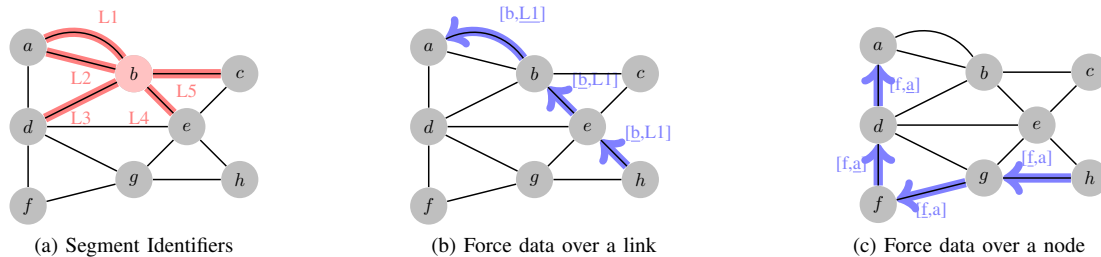 L1
a
b
c
L2
L5
L3
L4
d
e
g
h
f
(a) Segment Identifiers
[b,L1]
a
b
c
[b,L1]
d
e
[b,L1]
g
h
f
(b) Force data over a link
a
b
c
[f,a]
d
e
[f,a]
g
[f,a]
h
f
[f,a]
(c) Force data over a node